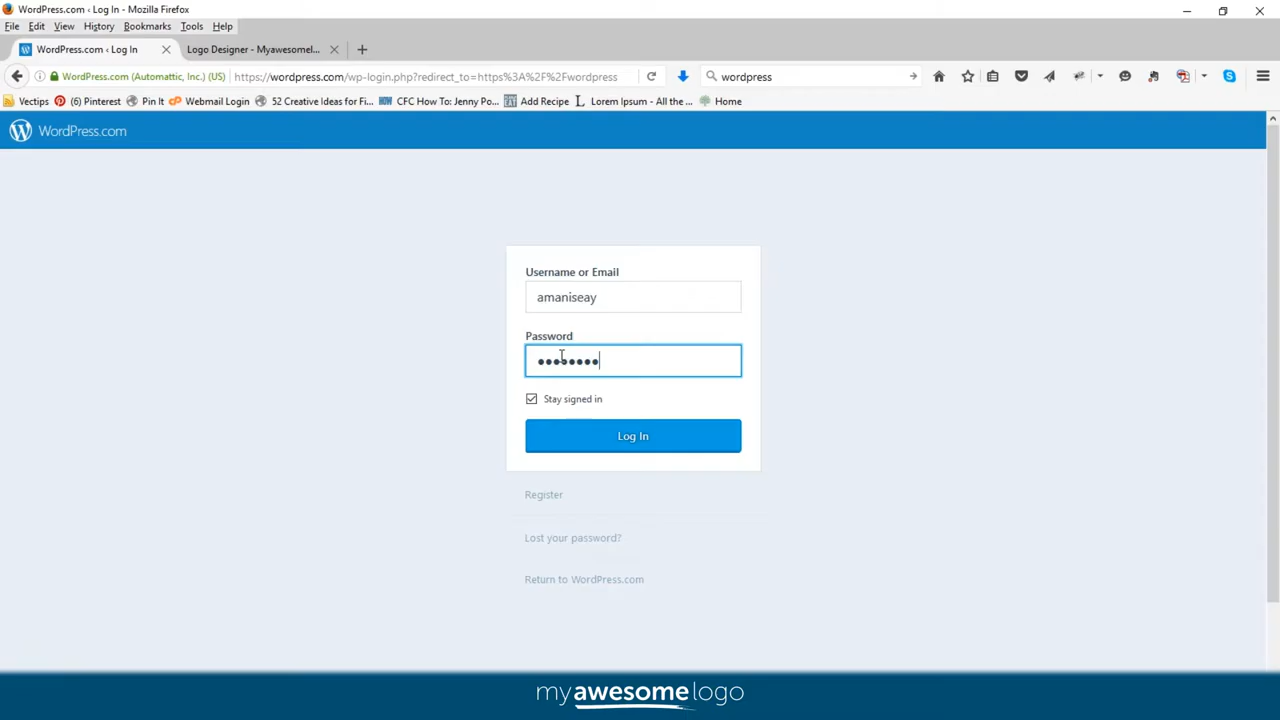 WordPress.com ‹ Log In - Mozilla Firefox
File Edit View History Bookmarks Tools Help
WordPress.com ‹ Log In Logo Designer - Myawesomel...
WordPress.com (Automattic, Inc.) (US) https://wordpress.com/wp-login.php?redirect_to=https%3A%2F%2Fwordpress wordpress
Vectips (6) Pinterest Pin It Webmail Login 52 Creative Ideas for Fi... CFC How To: Jenny Po... Add Recipe Lorem Ipsum - All the ... Home
WordPress.com
Username or Email
amaniseay
Password
••••••••
Stay signed in
Log In
Register
Lost your password?
Return to WordPress.com
myawesomelogo